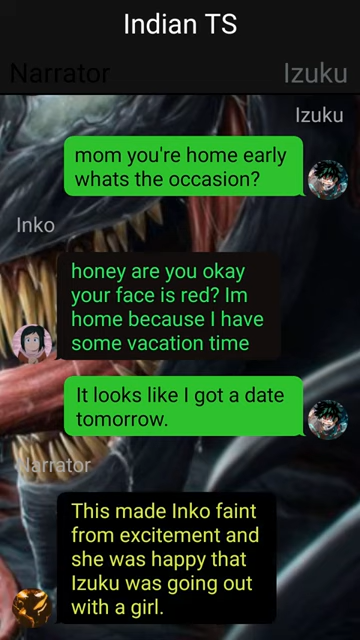 Indian TS
Narrator
Izuku
Izuku
mom you're home early
whats the occasion?
Inko
honey are you okay
your face is red? Im
home because I have
some vacation time
It looks like I got a date
tomorrow.
Narrator
This made Inko faint
from excitement and
she was happy that
Izuku was going out
with a girl.